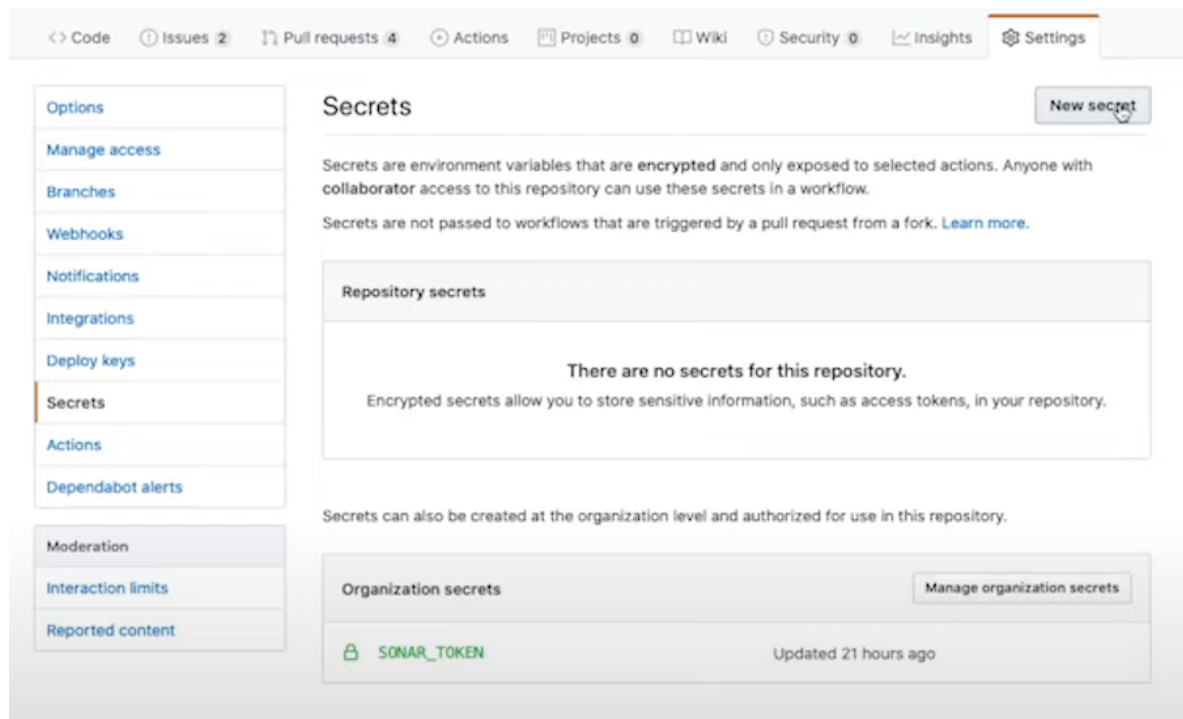 Code Issues 2 Pull requests 4 Actions Projects 0 Wiki Security 0 Insights Settings
Options
Manage access
Branches
Webhooks
Notifications
Integrations
Deploy keys
Secrets
Actions
Dependabot alerts
Moderation
Interaction limits
Reported content
Secrets
New secret
Secrets are environment variables that are encrypted and only exposed to selected actions. Anyone with
collaborator access to this repository can use these secrets in a workflow.
Secrets are not passed to workflows that are triggered by a pull request from a fork. Learn more.
Repository secrets
There are no secrets for this repository.
Encrypted secrets allow you to store sensitive information, such as access tokens, in your repository.
Secrets can also be created at the organization level and authorized for use in this repository.
Organization secrets
Manage organization secrets
SONAR_TOKEN
Updated 21 hours ago